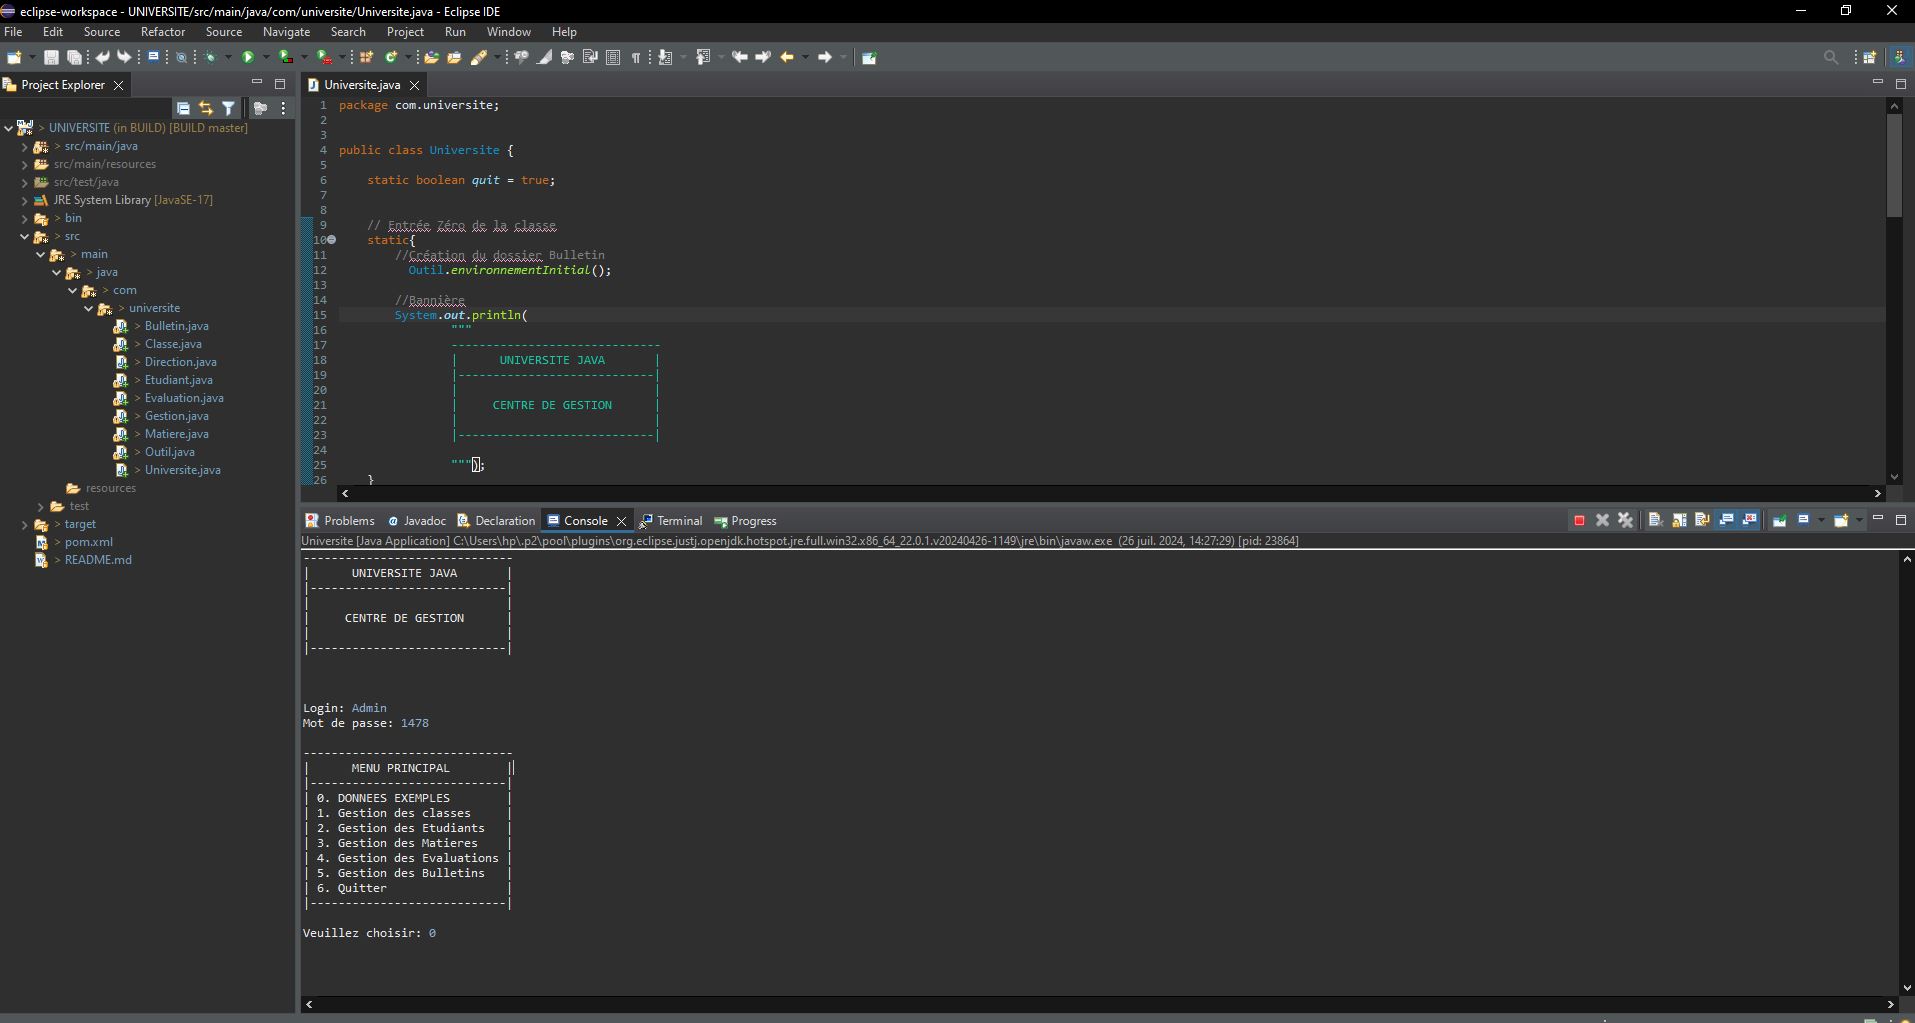 eclipse-workspace - UNIVERSITE/src/main/java/com/universite/Universite.java - Eclipse IDE
File Edit Source Refactor Source Navigate Search Project Run Window Help
Project Explorer
> UNIVERSITE (in BUILD) [BUILD master]
> src/main/java
src/main/resources
src/test/java
JRE System Library [JavaSE-17]
> bin
> src
> main
> java
> com
> universite
> Bulletin.java
> Classe.java
> Direction.java
> Etudiant.java
> Evaluation.java
> Gestion.java
> Matiere.java
> Outil.java
> Universite.java
resources
test
> target
> pom.xml
> README.md
Universite.java
1 package com.universite;
2
3
4 public class Universite {
5
6 static boolean quit = true;
7
8
9 // Entrée Zéro de la classe
10 static{
11 //Création du dossier Bulletin
12 Outil.environnementInitial();
13
14 //Bannière
15 System.out.println(
16 """
17 ------------------------------
18 | UNIVERSITE JAVA |
19 |----------------------------|
20 | |
21 | CENTRE DE GESTION |
22 | |
23 |----------------------------|
24
25 """);
26 }
Problems @ Javadoc Declaration Console Terminal Progress
Universite [Java Application] C:\Users\hp\.p2\pool\plugins\org.eclipse.justj.openjdk.hotspot.jre.full.win32.x86_64_22.0.1.v20240426-1149\jre\bin\javaw.exe (26 juil. 2024, 14:27:29) [pid: 23864]
------------------------------
| UNIVERSITE JAVA |
|----------------------------|
| |
| CENTRE DE GESTION |
| |
|----------------------------|
Login: Admin
Mot de passe: 1478
------------------------------
| MENU PRINCIPAL |
|----------------------------|
| 0. DONNEES EXEMPLES |
| 1. Gestion des classes |
| 2. Gestion des Etudiants |
| 3. Gestion des Matieres |
| 4. Gestion des Evaluations |
| 5. Gestion des Bulletins |
| 6. Quitter |
|----------------------------|
Veuillez choisir: 0